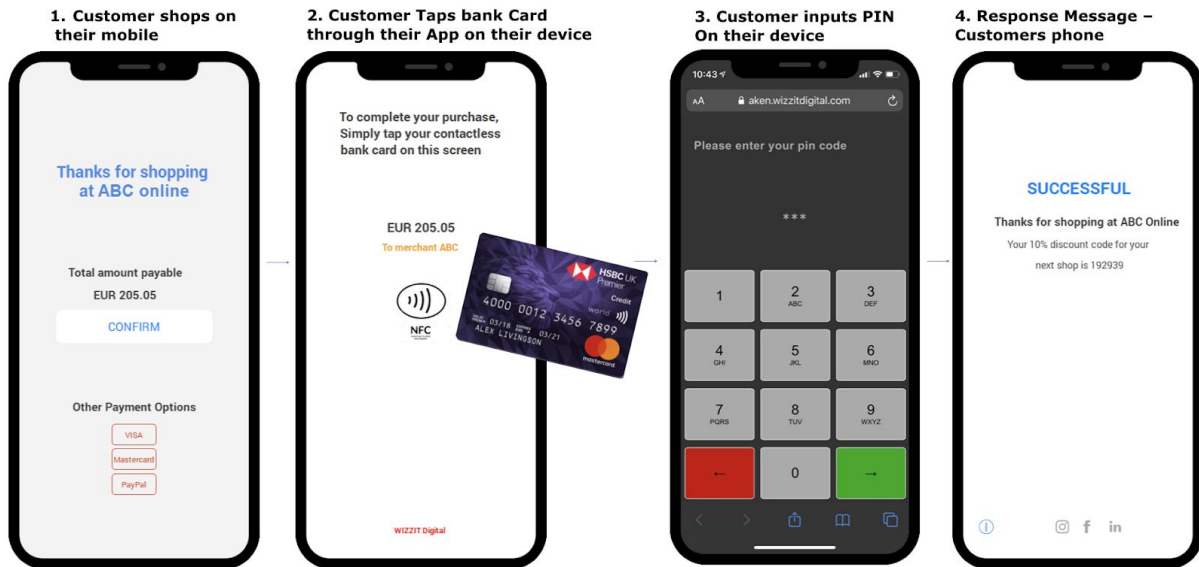 1. Customer shops on
their mobile
Thanks for shopping
at ABC online
Total amount payable
EUR 205.05
CONFIRM
Other Payment Options
VISA
Mastercard
PayPal
2. Customer Taps bank Card
through their App on their device
To complete your purchase,
Simply tap your contactless
bank card on this screen
EUR 205.05
To merchant ABC
NFC
WIZZIT Digital
HSBC UK
Premier
Credit
world
4000 0012 3456 7899
03/18
03/21
ALEX LIVINGSON
mastercard
3. Customer inputs PIN
On their device
10:43
AA aken.wizzitdigital.com
Please enter your pin code
***
1
2
ABC
3
DEF
4
GHI
5
JKL
6
MNO
7
PQRS
8
TUV
9
WXYZ
←
0
→
4. Response Message –
Customers phone
SUCCESSFUL
Thanks for shopping at ABC Online
Your 10% discount code for your
next shop is 192939
f in